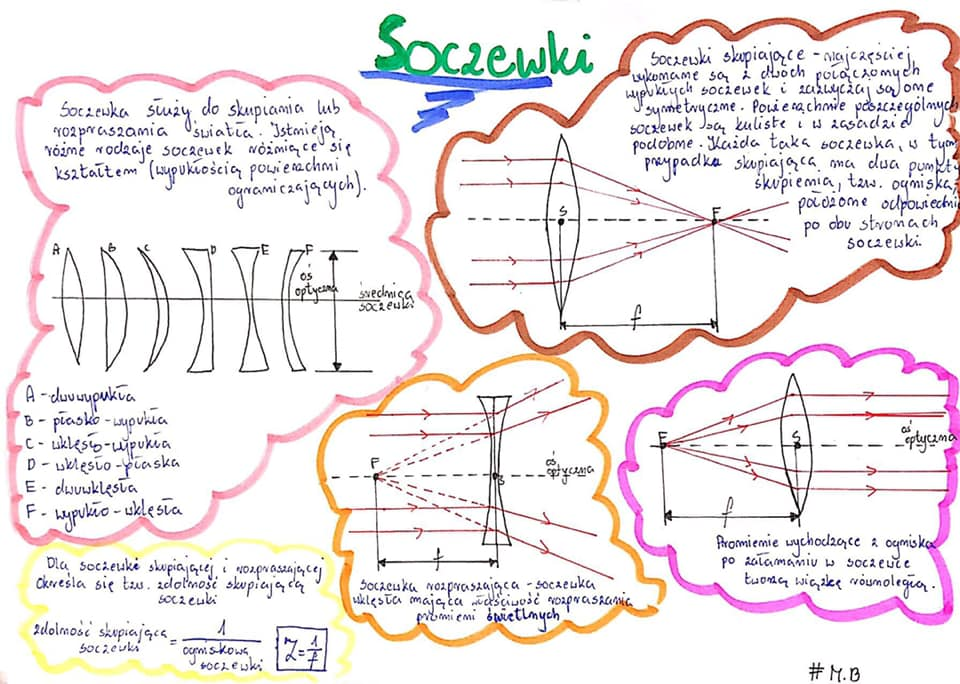 Soczewki
Soczewka służy do skupiania lub
rozpraszania światła. Istnieją
różne rodzaje soczewek różniące się
kształtem (wypukłością powierzchni
ograniczających).
A B C D E F
oś
optyczna
średnica
soczewki
A - dwuwypukła
B - płasko-wypukła
C - wklęsło-wypukła
D - wklęsło-płaska
E - dwuwklęsła
F - wypukło-wklęsła
Soczewki skupiające - najczęściej
wykonane są z dwóch połączonych
wypukłych soczewek i zazwyczaj są one
symetryczne. Powierzchnie poszczególnych
soczewek są kuliste i w zasadzie
podobne. Każda taka soczewka, w tym
przypadku skupiająca ma dwa punkty
skupienia, tzw. ogniska,
położone odpowiedni
po obu stronach
soczewki.
S
F
f
F
S
oś
optyczna
f
Soczewka rozpraszająca - soczewka
wklęsła mająca właściwość rozpraszania
promieni świetlnych
F
S
oś
optyczna
f
Promienie wychodzące z ogniska
po załamaniu w soczewce
tworzą wiązkę równoległą.
Dla soczewki skupiającej i rozpraszającej
określa się tzw. zdolność skupiającą
soczewki
zdolność skupiająca
soczewki
= 1
ogniskowa
soczewki
Z = 1/f
# M.B